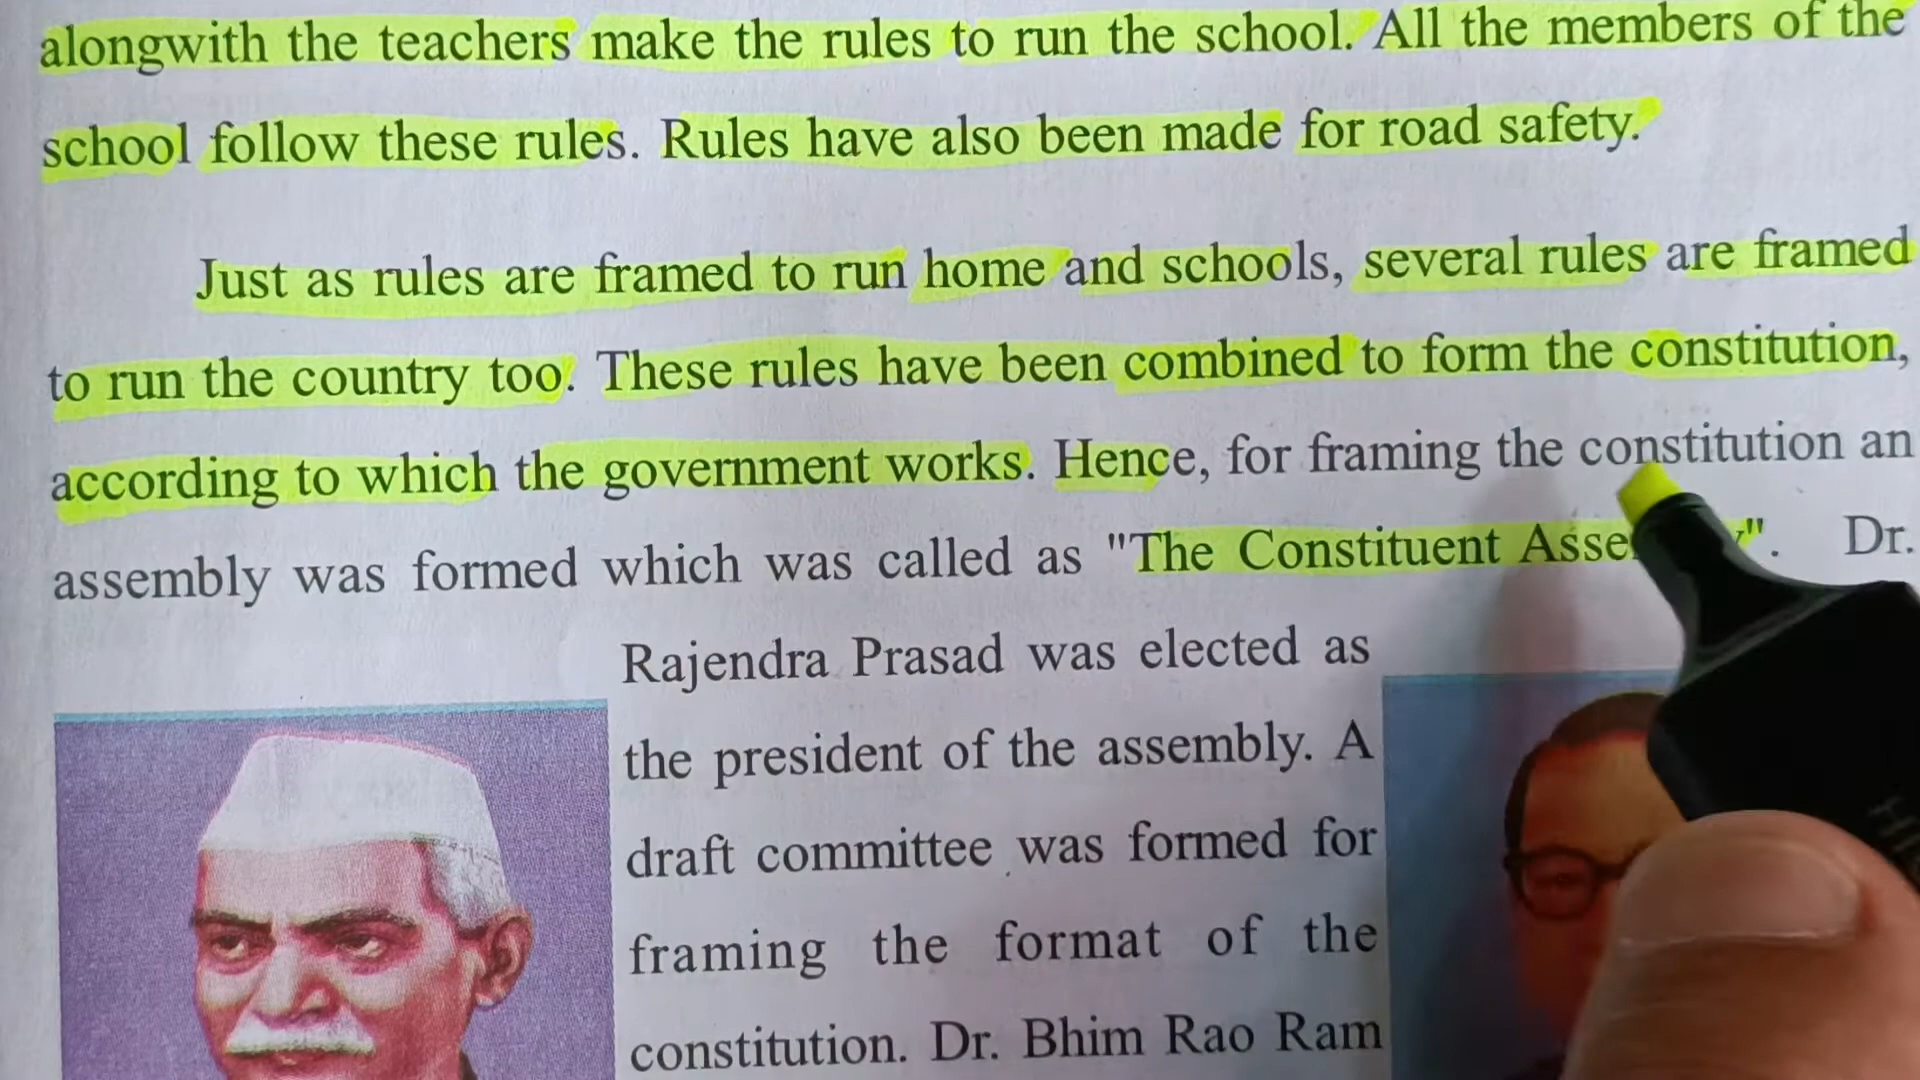 alongwith the teachers make the rules to run the school. All the members of the
school follow these rules. Rules have also been made for road safety.
Just as rules are framed to run home and schools, several rules are framed
to run the country too. These rules have been combined to form the constitution,
according to which the government works. Hence, for framing the constitution an
assembly was formed which was called as "The Constituent Asse y". Dr.
Rajendra Prasad was elected as
the president of the assembly. A
draft committee was formed for
framing the format of the
constitution. Dr. Bhim Rao Ram